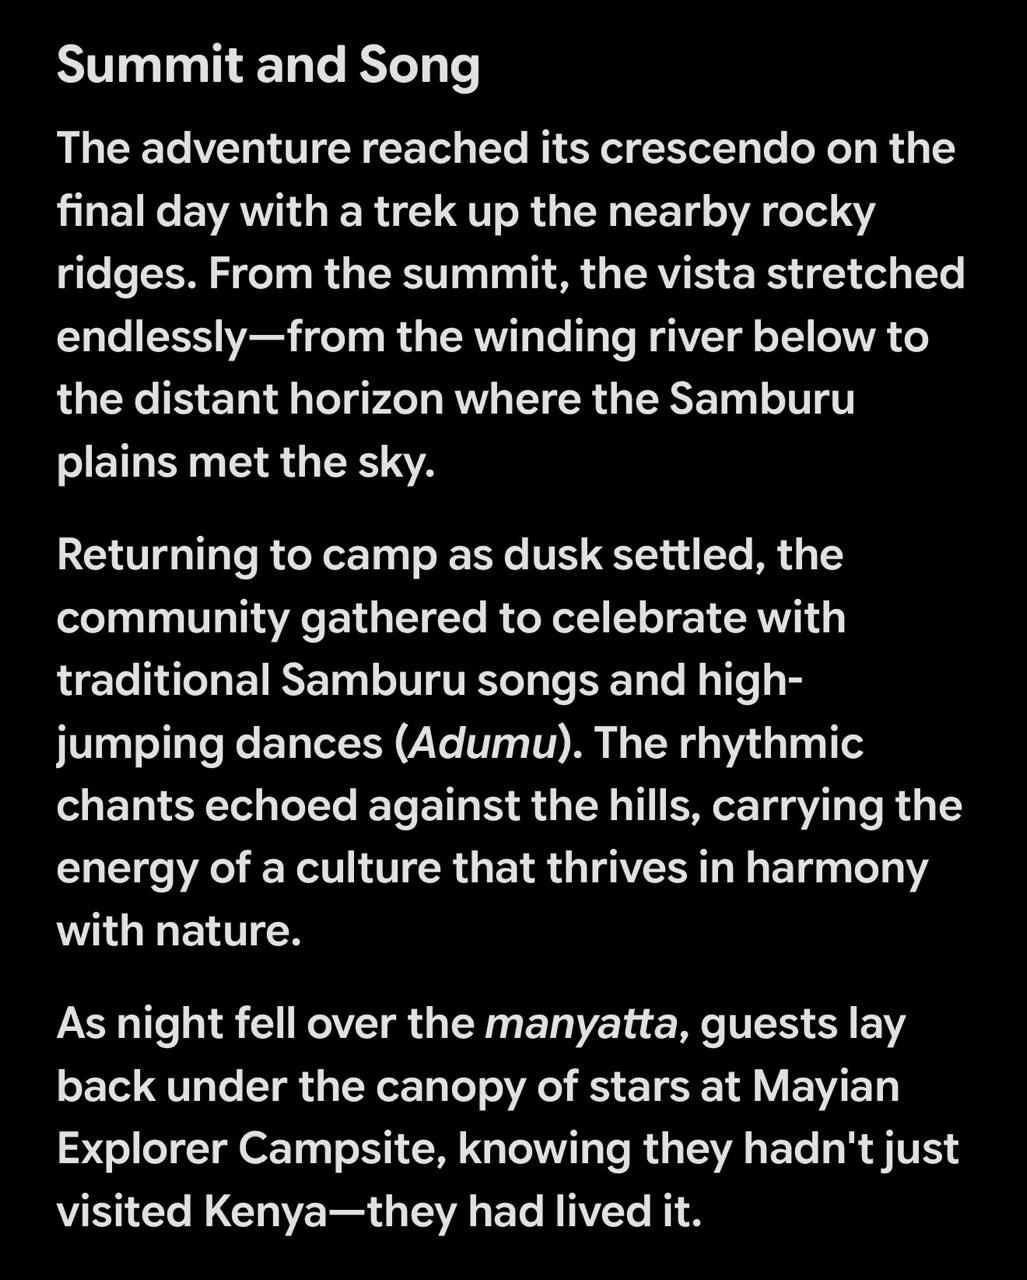 Summit and Song
The adventure reached its crescendo on the
final day with a trek up the nearby rocky
ridges. From the summit, the vista stretched
endlessly—from the winding river below to
the distant horizon where the Samburu
plains met the sky.
Returning to camp as dusk settled, the
community gathered to celebrate with
traditional Samburu songs and high-
jumping dances (Adumu). The rhythmic
chants echoed against the hills, carrying the
energy of a culture that thrives in harmony
with nature.
As night fell over the manyatta, guests lay
back under the canopy of stars at Mayian
Explorer Campsite, knowing they hadn't just
visited Kenya—they had lived it.